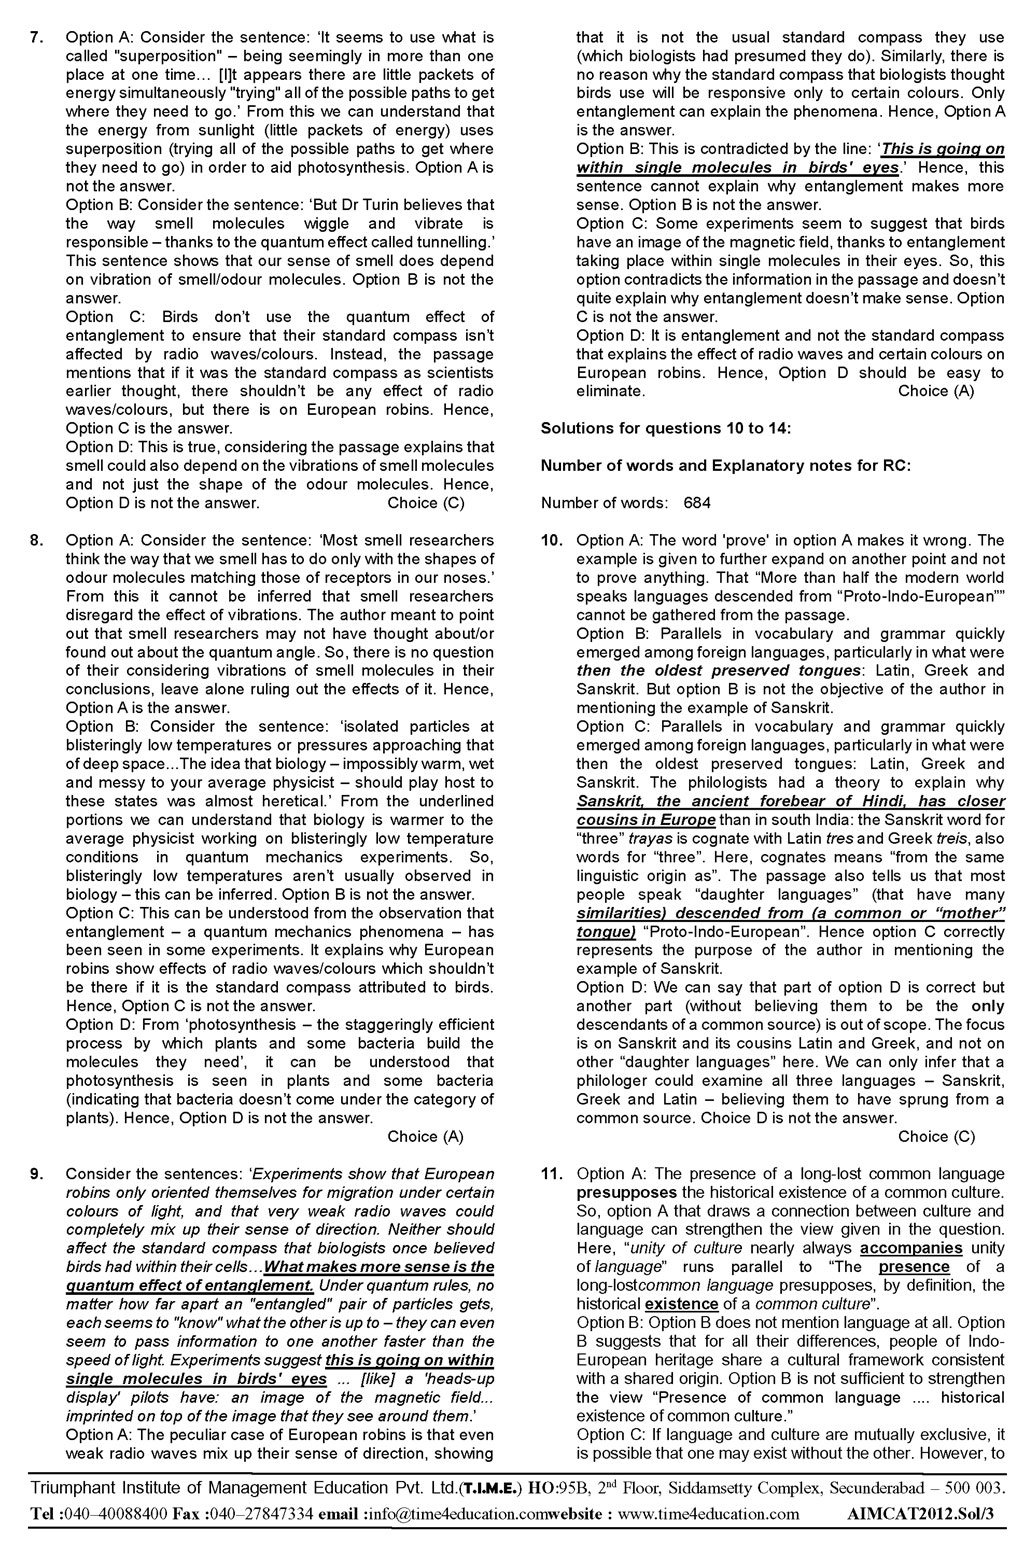 7. Option A: Consider the sentence: 'It seems to use what is
called "superposition" – being seemingly in more than one
place at one time… [I]t appears there are little packets of
energy simultaneously "trying" all of the possible paths to get
where they need to go.' From this we can understand that
the energy from sunlight (little packets of energy) uses
superposition (trying all of the possible paths to get where
they need to go) in order to aid photosynthesis. Option A is
not the answer.
Option B: Consider the sentence: 'But Dr Turin believes that
the way smell molecules wiggle and vibrate is
responsible – thanks to the quantum effect called tunnelling.'
This sentence shows that our sense of smell does depend
on vibration of smell/odour molecules. Option B is not the
answer.
Option C: Birds don't use the quantum effect of
entanglement to ensure that their standard compass isn't
affected by radio waves/colours. Instead, the passage
mentions that if it was the standard compass as scientists
earlier thought, there shouldn't be any effect of radio
waves/colours, but there is on European robins. Hence,
Option C is the answer.
Option D: This is true, considering the passage explains that
smell could also depend on the vibrations of smell molecules
and not just the shape of the odour molecules. Hence,
Option D is not the answer. Choice (C)
8. Option A: Consider the sentence: 'Most smell researchers
think the way that we smell has to do only with the shapes of
odour molecules matching those of receptors in our noses.'
From this it cannot be inferred that smell researchers
disregard the effect of vibrations. The author meant to point
out that smell researchers may not have thought about/or
found out about the quantum angle. So, there is no question
of their considering vibrations of smell molecules in their
conclusions, leave alone ruling out the effects of it. Hence,
Option A is the answer.
Option B: Consider the sentence: 'isolated particles at
blisteringly low temperatures or pressures approaching that
of deep space…The idea that biology – impossibly warm, wet
and messy to your average physicist – should play host to
these states was almost heretical.' From the underlined
portions we can understand that biology is warmer to the
average physicist working on blisteringly low temperature
conditions in quantum mechanics experiments. So,
blisteringly low temperatures aren't usually observed in
biology – this can be inferred. Option B is not the answer.
Option C: This can be understood from the observation that
entanglement – a quantum mechanics phenomena – has
been seen in some experiments. It explains why European
robins show effects of radio waves/colours which shouldn't
be there if it is the standard compass attributed to birds.
Hence, Option C is not the answer.
Option D: From 'photosynthesis – the staggeringly efficient
process by which plants and some bacteria build the
molecules they need', it can be understood that
photosynthesis is seen in plants and some bacteria
(indicating that bacteria doesn't come under the category of
plants). Hence, Option D is not the answer.
Choice (A)
9. Consider the sentences: 'Experiments show that European
robins only oriented themselves for migration under certain
colours of light, and that very weak radio waves could
completely mix up their sense of direction. Neither should
affect the standard compass that biologists once believed
birds had within their cells…What makes more sense is the
quantum effect of entanglement. Under quantum rules, no
matter how far apart an "entangled" pair of particles gets,
each seems to "know" what the other is up to – they can even
seem to pass information to one another faster than the
speed of light. Experiments suggest this is going on within
single molecules in birds' eyes ... [like] a 'heads-up
display' pilots have: an image of the magnetic field...
imprinted on top of the image that they see around them.'
Option A: The peculiar case of European robins is that even
weak radio waves mix up their sense of direction, showing
that it is not the usual standard compass they use
(which biologists had presumed they do). Similarly, there is
no reason why the standard compass that biologists thought
birds use will be responsive only to certain colours. Only
entanglement can explain the phenomena. Hence, Option A
is the answer.
Option B: This is contradicted by the line: 'This is going on
within single molecules in birds' eyes.' Hence, this
sentence cannot explain why entanglement makes more
sense. Option B is not the answer.
Option C: Some experiments seem to suggest that birds
have an image of the magnetic field, thanks to entanglement
taking place within single molecules in their eyes. So, this
option contradicts the information in the passage and doesn't
quite explain why entanglement doesn't make sense. Option
C is not the answer.
Option D: It is entanglement and not the standard compass
that explains the effect of radio waves and certain colours on
European robins. Hence, Option D should be easy to
eliminate. Choice (A)
Solutions for questions 10 to 14:
Number of words and Explanatory notes for RC:
Number of words: 684
10. Option A: The word 'prove' in option A makes it wrong. The
example is given to further expand on another point and not
to prove anything. That "More than half the modern world
speaks languages descended from "Proto-Indo-European""
cannot be gathered from the passage.
Option B: Parallels in vocabulary and grammar quickly
emerged among foreign languages, particularly in what were
then the oldest preserved tongues: Latin, Greek and
Sanskrit. But option B is not the objective of the author in
mentioning the example of Sanskrit.
Option C: Parallels in vocabulary and grammar quickly
emerged among foreign languages, particularly in what were
then the oldest preserved tongues: Latin, Greek and
Sanskrit. The philologists had a theory to explain why
Sanskrit, the ancient forebear of Hindi, has closer
cousins in Europe than in south India: the Sanskrit word for
"three" trayas is cognate with Latin tres and Greek treis, also
words for "three". Here, cognates means "from the same
linguistic origin as". The passage also tells us that most
people speak "daughter languages" (that have many
similarities) descended from (a common or "mother"
tongue) "Proto-Indo-European". Hence option C correctly
represents the purpose of the author in mentioning the
example of Sanskrit.
Option D: We can say that part of option D is correct but
another part (without believing them to be the only
descendants of a common source) is out of scope. The focus
is on Sanskrit and its cousins Latin and Greek, and not on
other "daughter languages" here. We can only infer that a
philologer could examine all three languages – Sanskrit,
Greek and Latin – believing them to have sprung from a
common source. Choice D is not the answer.
Choice (C)
11. Option A: The presence of a long-lost common language
presupposes the historical existence of a common culture.
So, option A that draws a connection between culture and
language can strengthen the view given in the question.
Here, "unity of culture nearly always accompanies unity
of language" runs parallel to "The presence of a
long-lostcommon language presupposes, by definition, the
historical existence of a common culture".
Option B: Option B does not mention language at all. Option
B suggests that for all their differences, people of Indo-
European heritage share a cultural framework consistent
with a shared origin. Option B is not sufficient to strengthen
the view "Presence of common language .... historical
existence of common culture."
Option C: If language and culture are mutually exclusive, it
is possible that one may exist without the other. However, to
Triumphant Institute of Management Education Pvt. Ltd.(T.I.M.E.) HO:95B, 2nd Floor, Siddamsetty Complex, Secunderabad – 500 003.
Tel :040–40088400 Fax :040–27847334 email :info@time4education.comwebsite : www.time4education.com AIMCAT2012.Sol/3